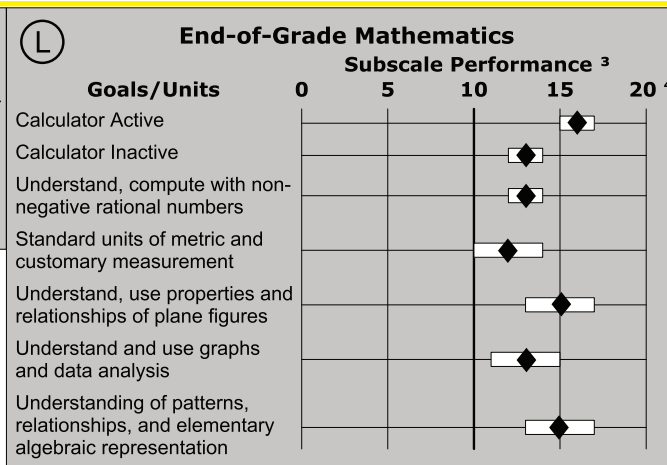 L
End-of-Grade Mathematics
Subscale Performance ³
Goals/Units 0 5 10 15 20
Calculator Active
Calculator Inactive
Understand, compute with non-
negative rational numbers
Standard units of metric and
customary measurement
Understand, use properties and
relationships of plane figures
Understand and use graphs
and data analysis
Understanding of patterns,
relationships, and elementary
algebraic representation